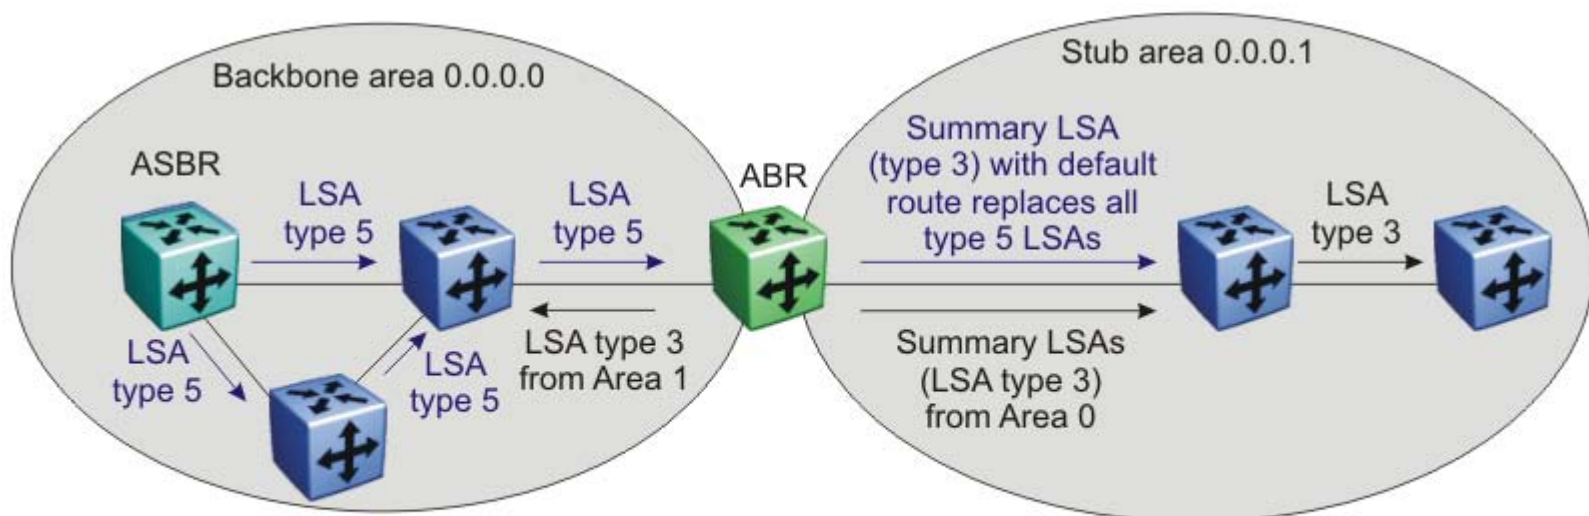 Backbone area 0.0.0.0
Stub area 0.0.0.1
ASBR
LSA
type 5
LSA
type 5
ABR
Summary LSA
(type 3) with default
route replaces all
type 5 LSAs
LSA
type 3
LSA
type 5
LSA
type 5
LSA type 3
from Area 1
Summary LSAs
(LSA type 3)
from Area 0